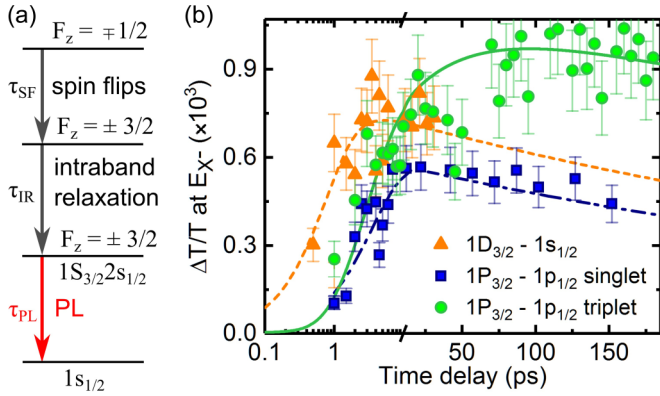 (a)
F_z = ∓1/2
τ_SF spin flips
F_z = ± 3/2
τ_IR intraband relaxation
F_z = ± 3/2
1S_3/2 2s_1/2
τ_PL PL
1s_1/2
(b)
ΔT/T at E_X- (×10³)
0.9
0.6
0.3
0.0
1D_3/2 - 1s_1/2
1P_3/2 - 1p_1/2 singlet
1P_3/2 - 1p_1/2 triplet
0.1 1 50 100 150
Time delay (ps)